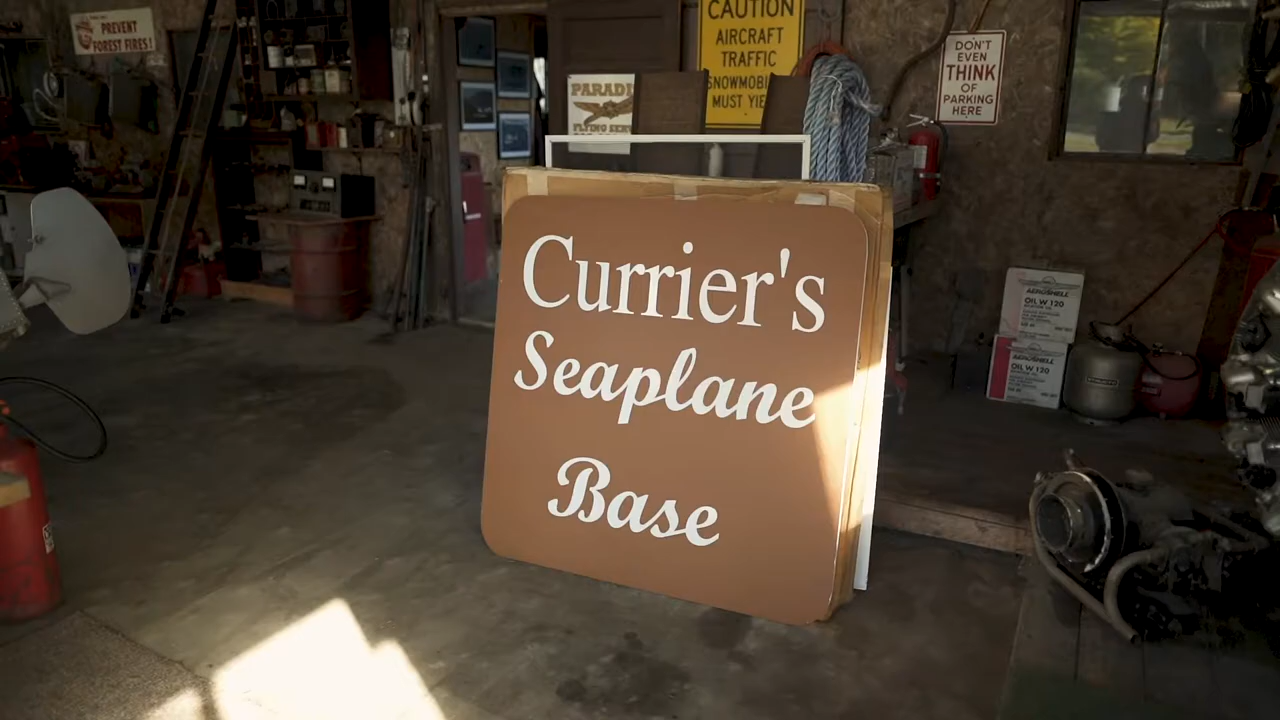 PREVENT
FOREST FIRES!
CAUTION
AIRCRAFT
TRAFFIC
SNOWMOBI
MUST YIE
PARADI
FLYING SERV
DON'T
EVEN
THINK
OF
PARKING
HERE
Currier's
Seaplane
Base
AEROSHELL
OIL W 120
AEROSHELL
OIL W 120